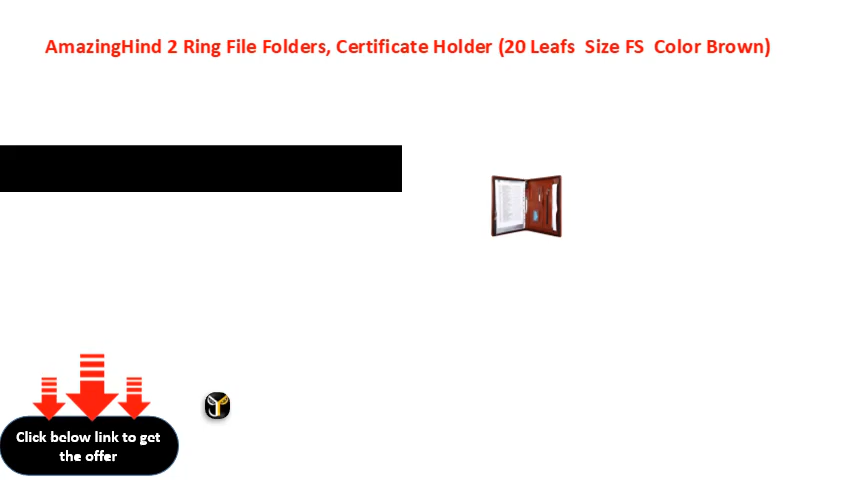 AmazingHind 2 Ring File Folders, Certificate Holder (20 Leafs  Size FS  Color Brown)
Click below link to get
the offer